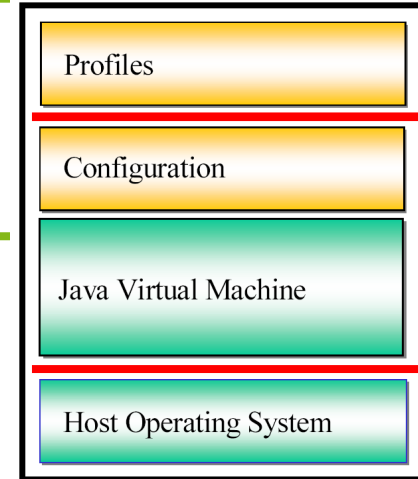 Profiles
Configuration
Java Virtual Machine
Host Operating System